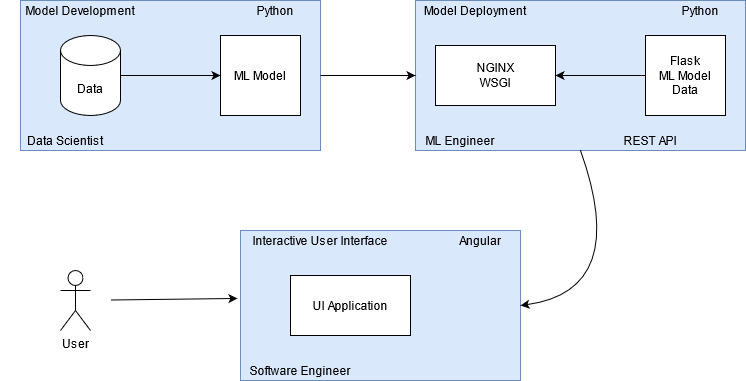 Model Development
Python
Data
ML Model
Data Scientist
Model Deployment
Python
NGINX
WSGI
Flask
ML Model
Data
ML Engineer
REST API
Interactive User Interface
Angular
UI Application
Software Engineer
User